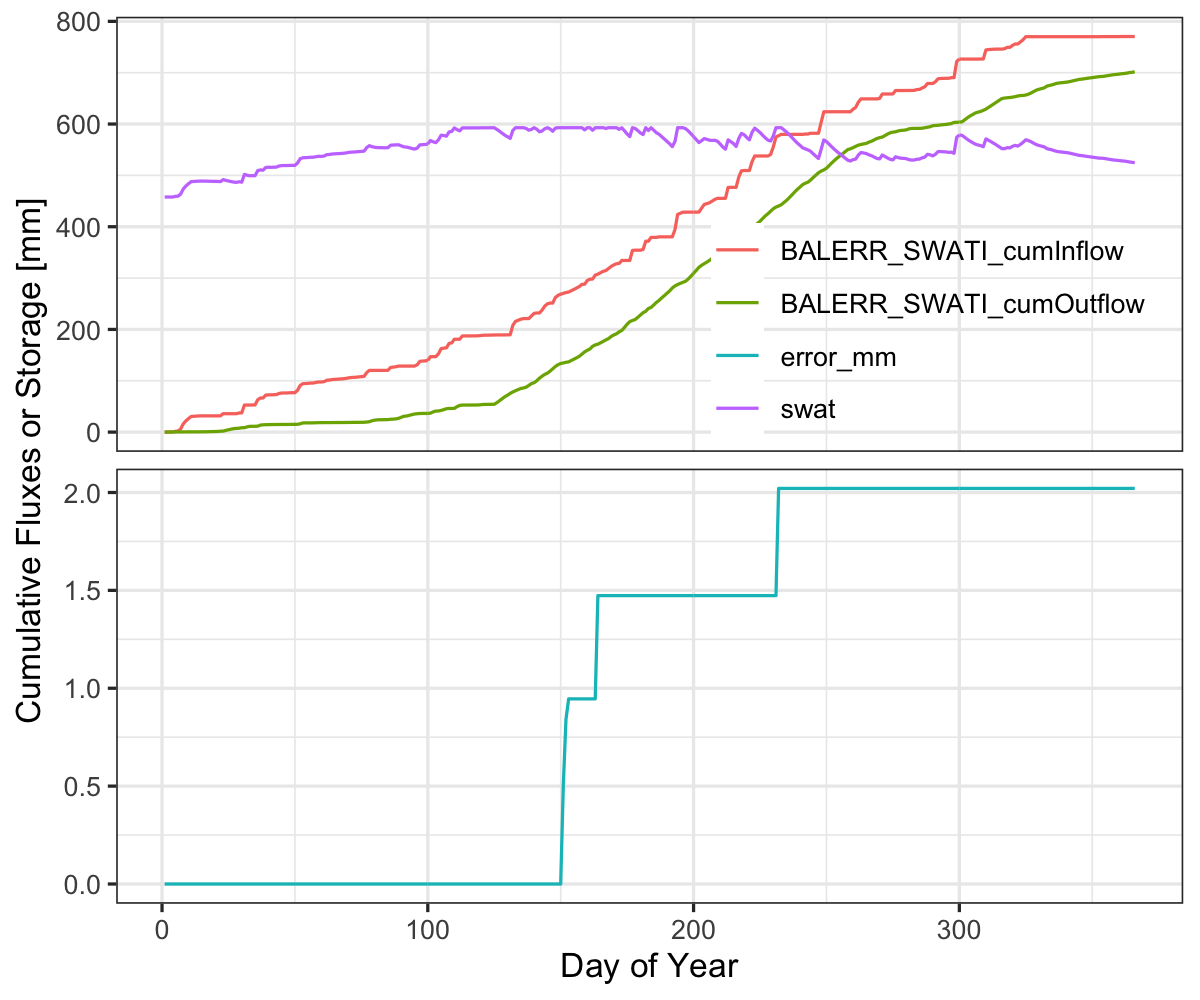 Cumulative Fluxes or Storage [mm]
800
600
400
200
0
BALERR_SWATI_cumInflow
BALERR_SWATI_cumOutflow
error_mm
swat
2.0
1.5
1.0
0.5
0.0
0 100 200 300
Day of Year